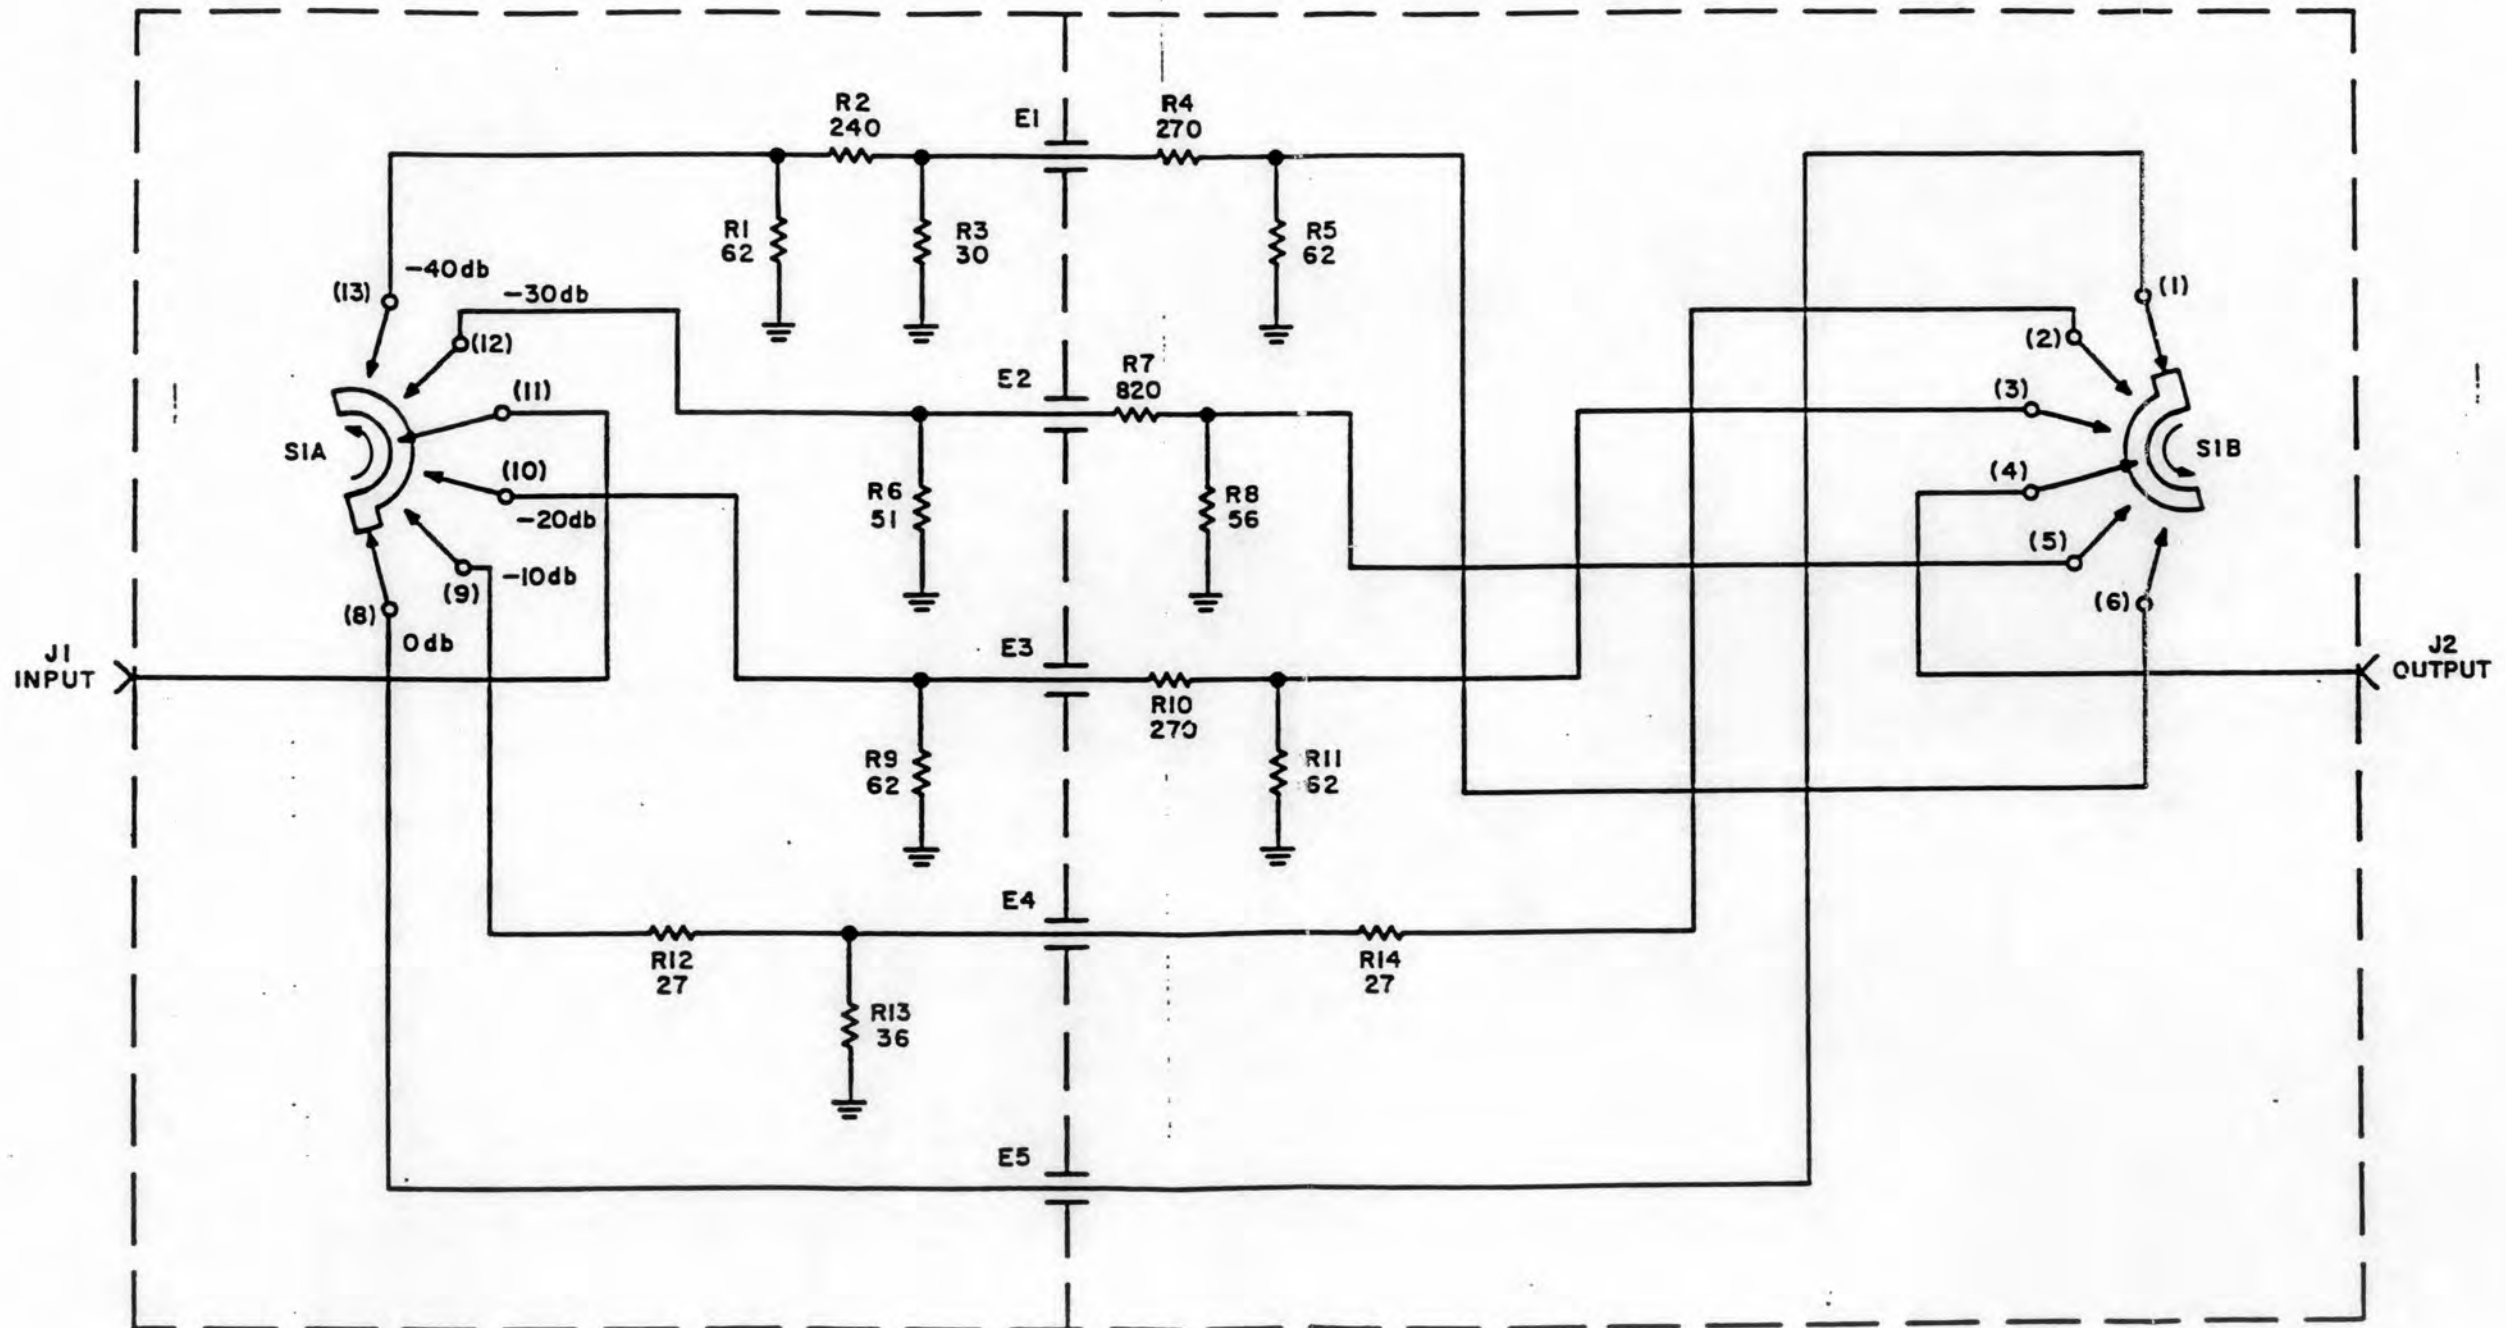 R2
240
E1
R4
270
R1
62
R3
30
R5
62
-40db
(13)
-30db
(12)
(1)
(2)
E2
R7
820
(11)
(3)
S1A
S1B
(10)
-20db
(4)
R6
51
R8
56
(5)
-10db
(9)
(8)
0db
(6)
J1
INPUT
E3
J2
OUTPUT
R10
270
R9
62
R11
62
E4
R12
27
R14
27
R13
36
E5